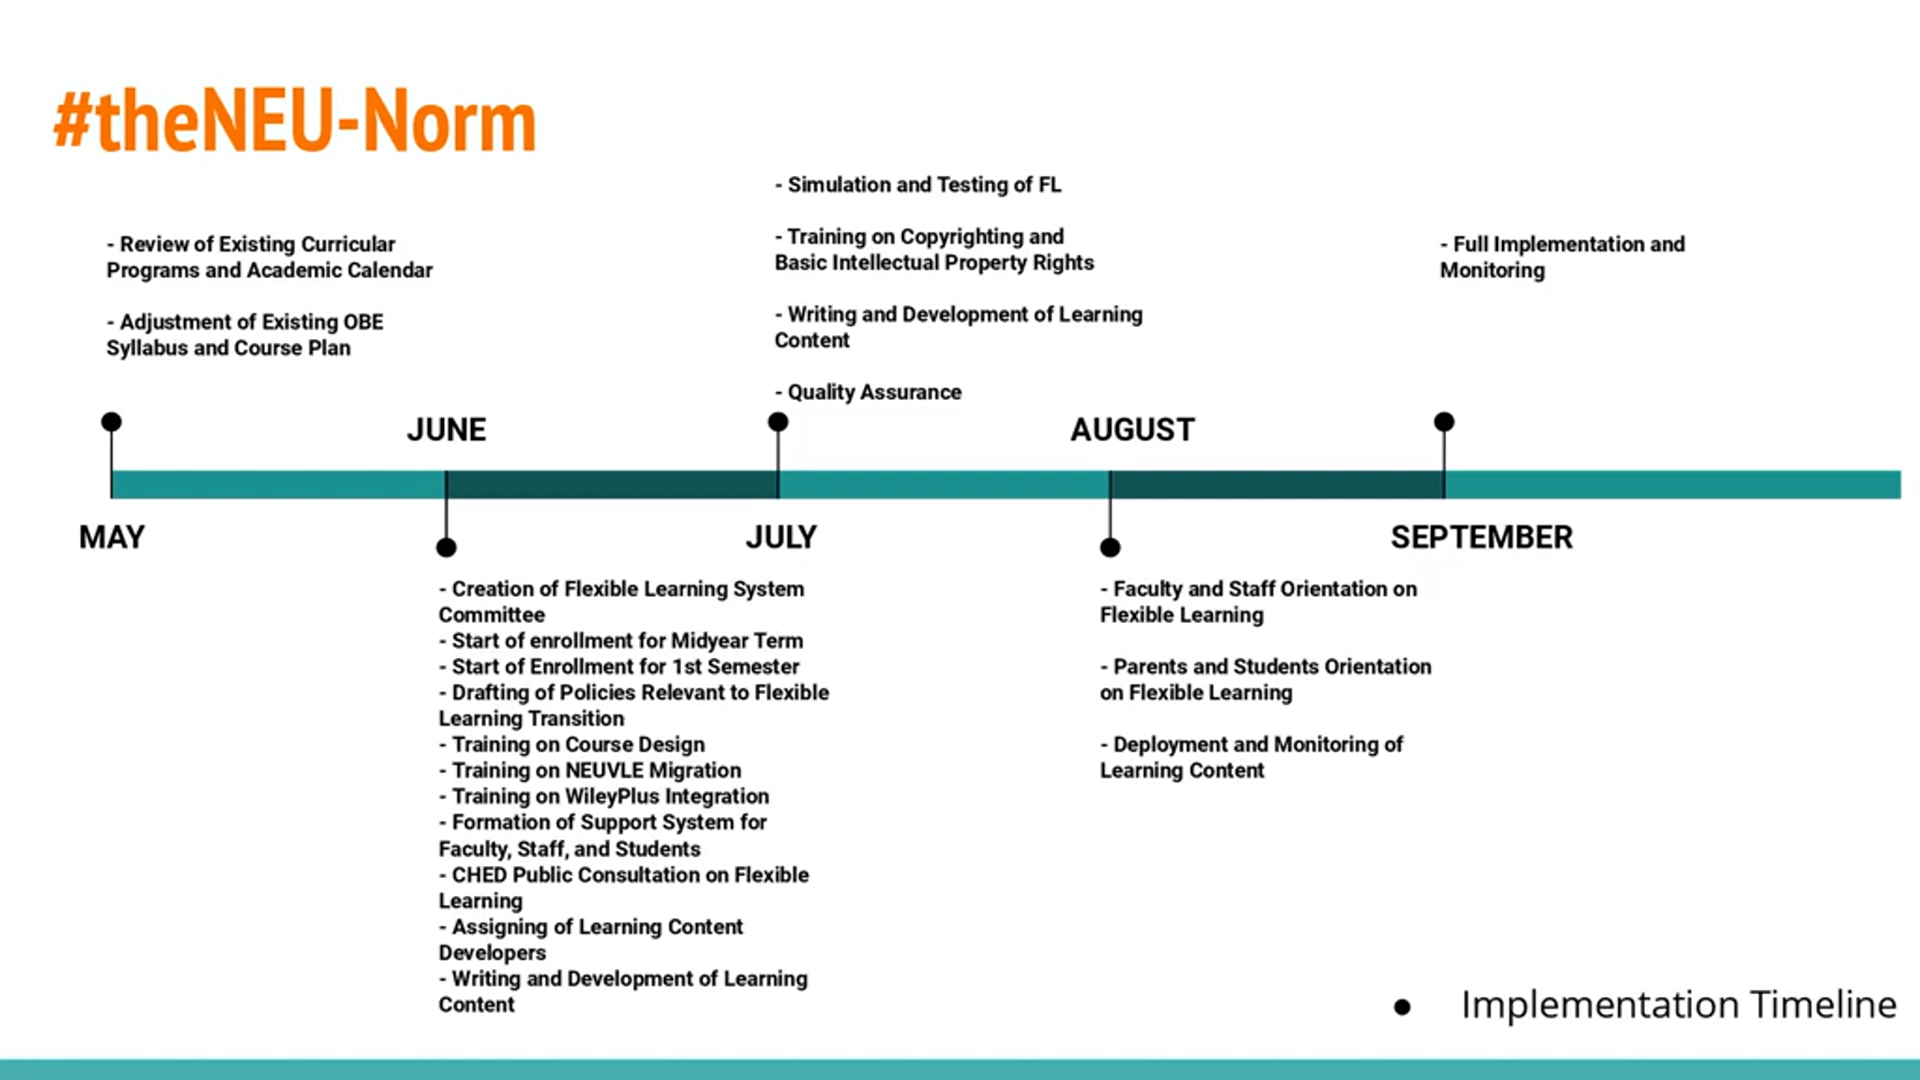 #theNEU-Norm
- Review of Existing Curricular
Programs and Academic Calendar
- Adjustment of Existing OBE
Syllabus and Course Plan
- Simulation and Testing of FL
- Training on Copyrighting and
Basic Intellectual Property Rights
- Writing and Development of Learning
Content
- Quality Assurance
- Full Implementation and
Monitoring
JUNE
AUGUST
MAY
JULY
SEPTEMBER
- Creation of Flexible Learning System
Committee
- Start of enrollment for Midyear Term
- Start of Enrollment for 1st Semester
- Drafting of Policies Relevant to Flexible
Learning Transition
- Training on Course Design
- Training on NEUVLE Migration
- Training on WileyPlus Integration
- Formation of Support System for
Faculty, Staff, and Students
- CHED Public Consultation on Flexible
Learning
- Assigning of Learning Content
Developers
- Writing and Development of Learning
Content
- Faculty and Staff Orientation on
Flexible Learning
- Parents and Students Orientation
on Flexible Learning
- Deployment and Monitoring of
Learning Content
● Implementation Timeline